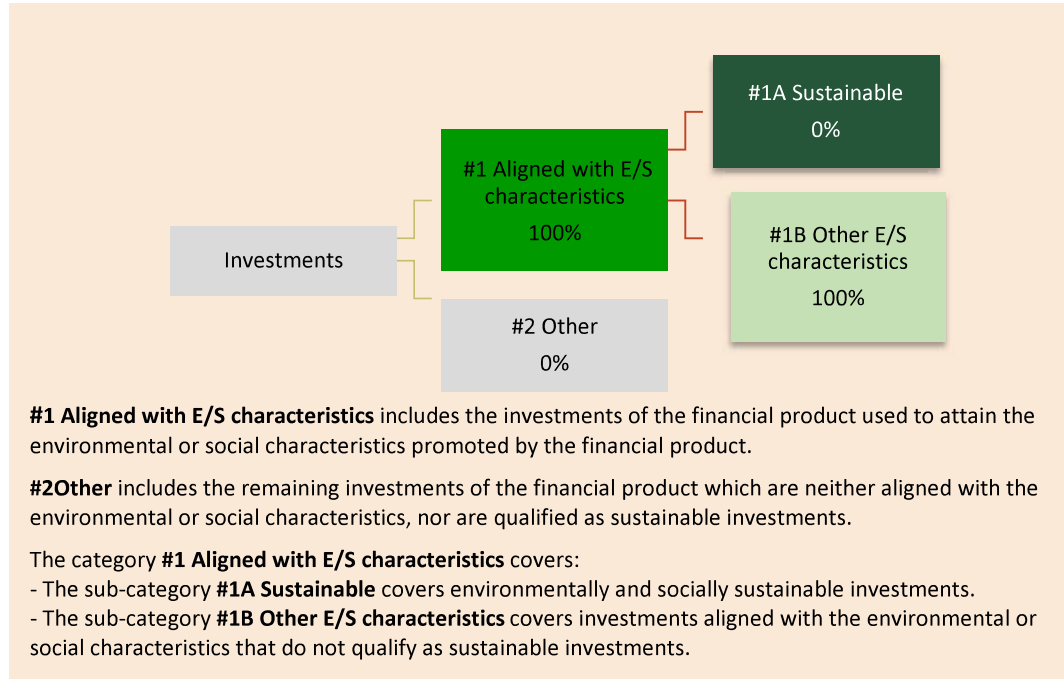 #1A Sustainable
0%
#1 Aligned with E/S
characteristics
100%
#1B Other E/S
characteristics
100%
Investments
#2 Other
0%
#1 Aligned with E/S characteristics includes the investments of the financial product used to attain the
environmental or social characteristics promoted by the financial product.
#2Other includes the remaining investments of the financial product which are neither aligned with the
environmental or social characteristics, nor are qualified as sustainable investments.
The category #1 Aligned with E/S characteristics covers:
- The sub-category #1A Sustainable covers environmentally and socially sustainable investments.
- The sub-category #1B Other E/S characteristics covers investments aligned with the environmental or
social characteristics that do not qualify as sustainable investments.